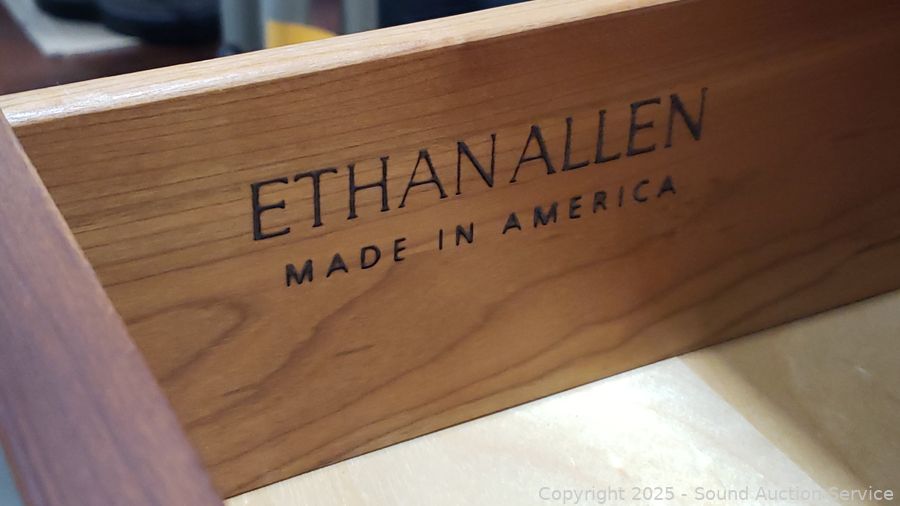 ETHAN ALLEN
MADE IN AMERICA
Copyright 2025 - Sound Auction Service